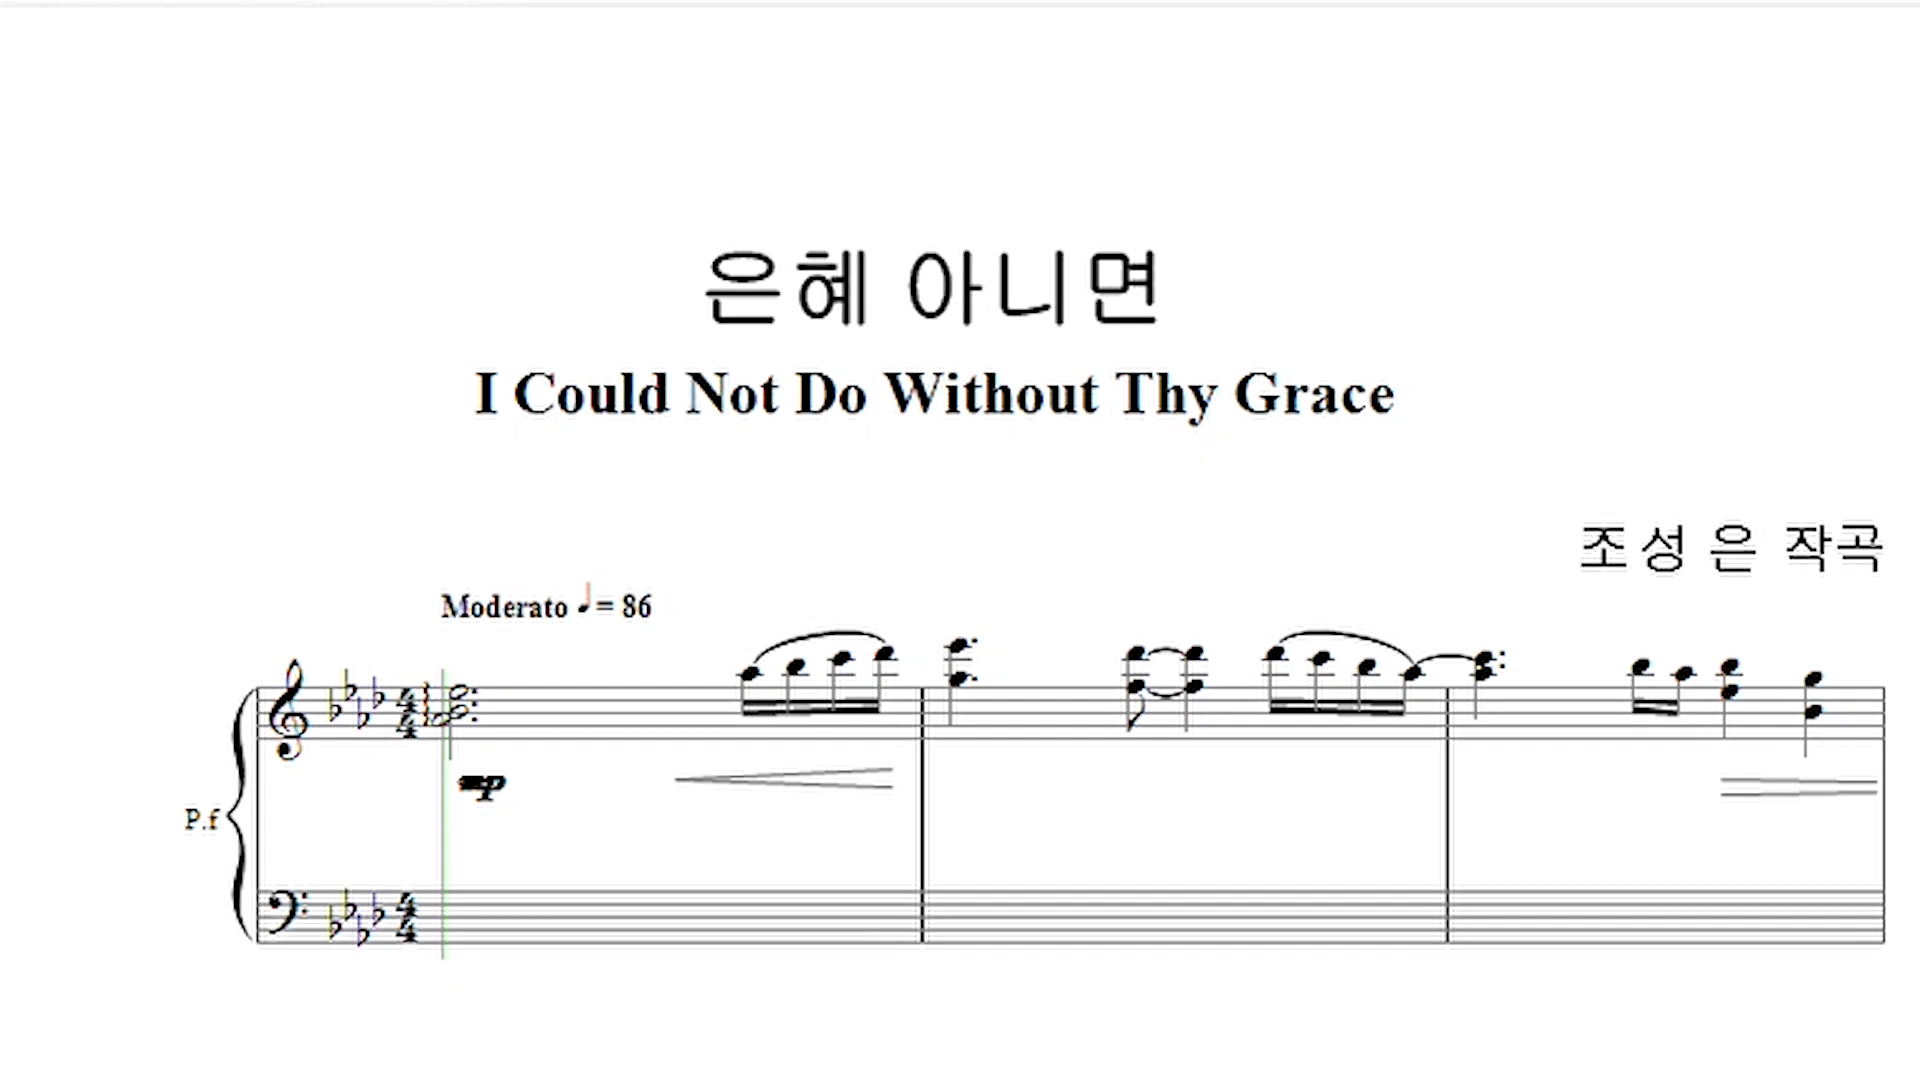 은혜 아니면
I Could Not Do Without Thy Grace
조성 은 작곡
Moderato ♩= 86
mp
P.f